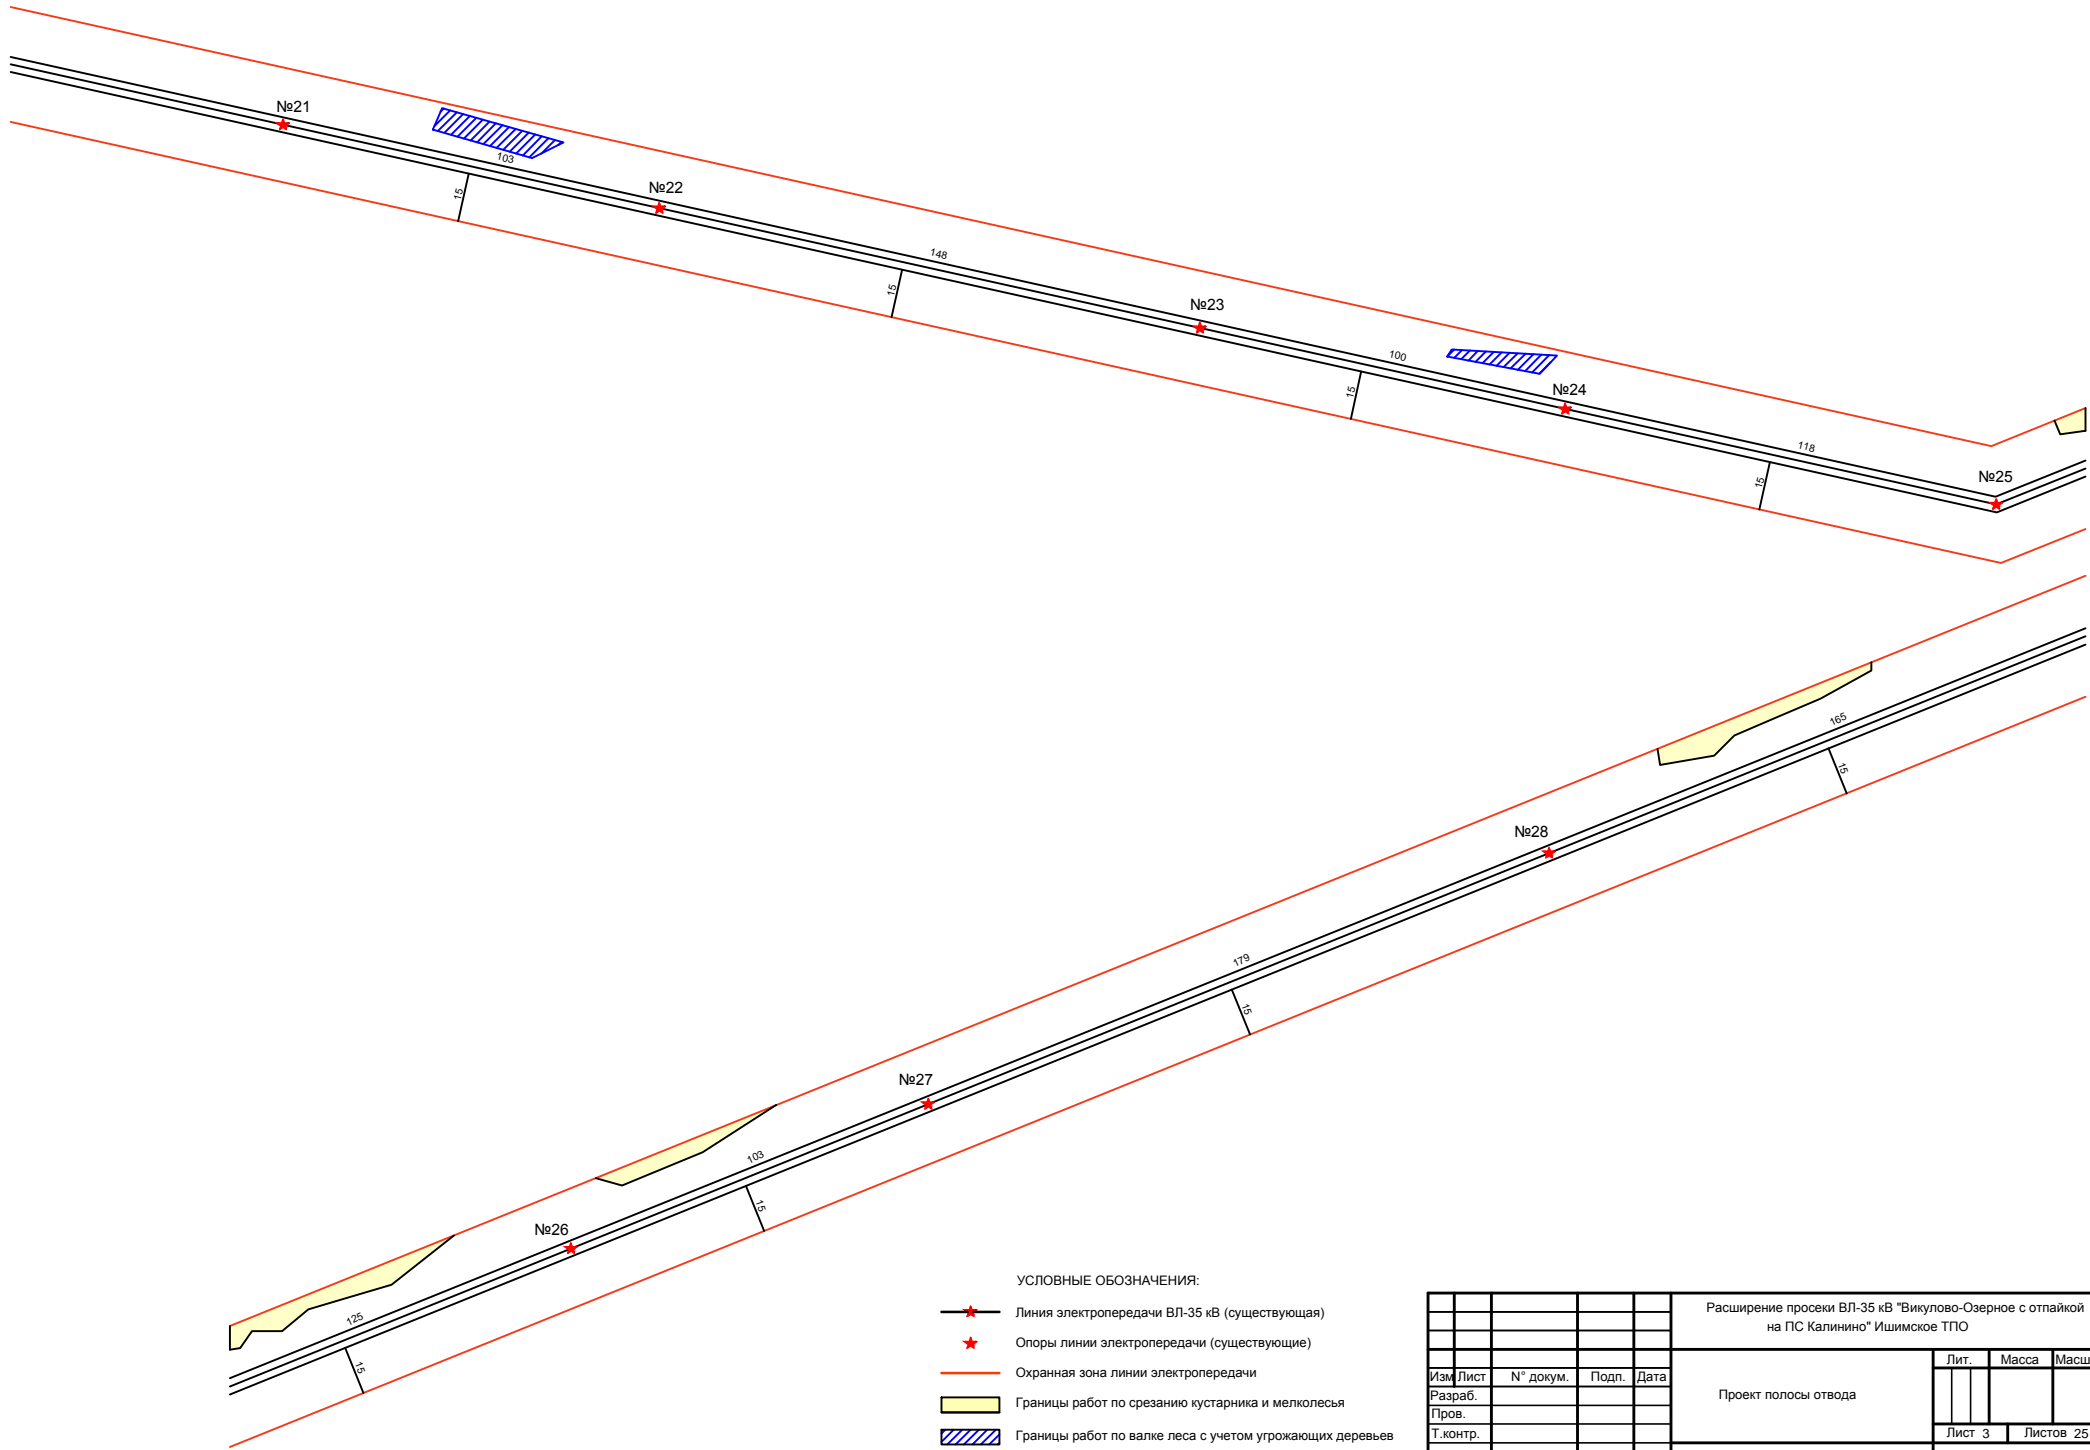 №21
103
15
№22
148
15
№23
100
15
№24
118
15
№25
165
15
№28
179
15
№27
103
15
№26
125
15
УСЛОВНЫЕ ОБОЗНАЧЕНИЯ:
Линия электропередачи ВЛ-35 кВ (существующая)
Опоры линии электропередачи (существующие)
Охранная зона линии электропередачи
Границы работ по срезанию кустарника и мелколесья
Границы работ по валке леса с учетом угрожающих деревьев
Расширение просеки ВЛ-35 кВ "Викулово-Озерное с отпайкой
на ПС Калинино" Ишимское ТПО
Лит. Масса Масш
Изм Лист N° докум. Подп. Дата
Разраб.
Пров.
Т.контр.
Проект полосы отвода
Лист 3 Листов 25